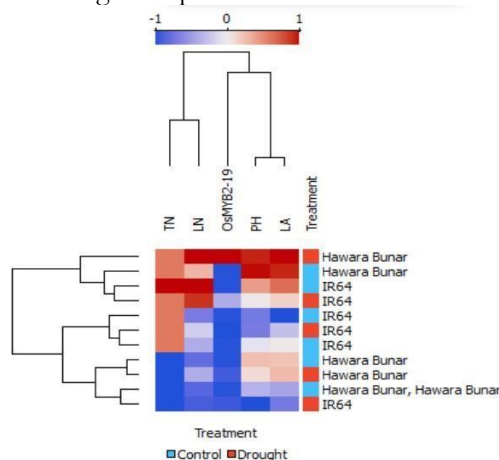 -1 0 1
TN LN OsMYB2-19 PH LA Treatment
Hawara Bunar
Hawara Bunar
IR64
IR64
IR64
IR64
IR64
Hawara Bunar
Hawara Bunar
Hawara Bunar, Hawara Bunar
IR64
Treatment
Control Drought